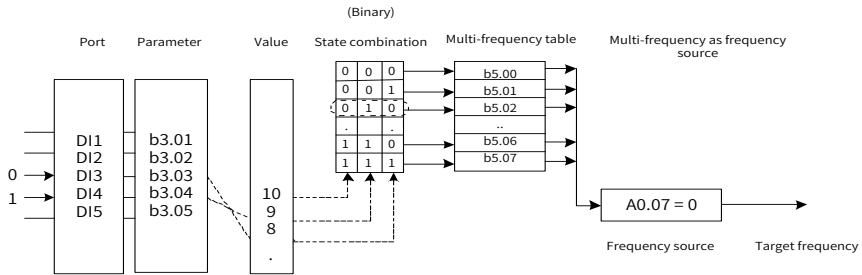 (Binary)
Port Parameter Value State combination Multi-frequency table Multi-frequency as frequency
source
0 0 0 b5.00
0 0 1 b5.01
0 1 0 b5.02
. . . ..
1 1 0 b5.06
1 1 1 b5.07
DI1 b3.01
DI2 b3.02
0 DI3 b3.03
1 DI4 b3.04 10 A0.07 = 0
DI5 b3.05 9
8
.
Frequency source Target frequency